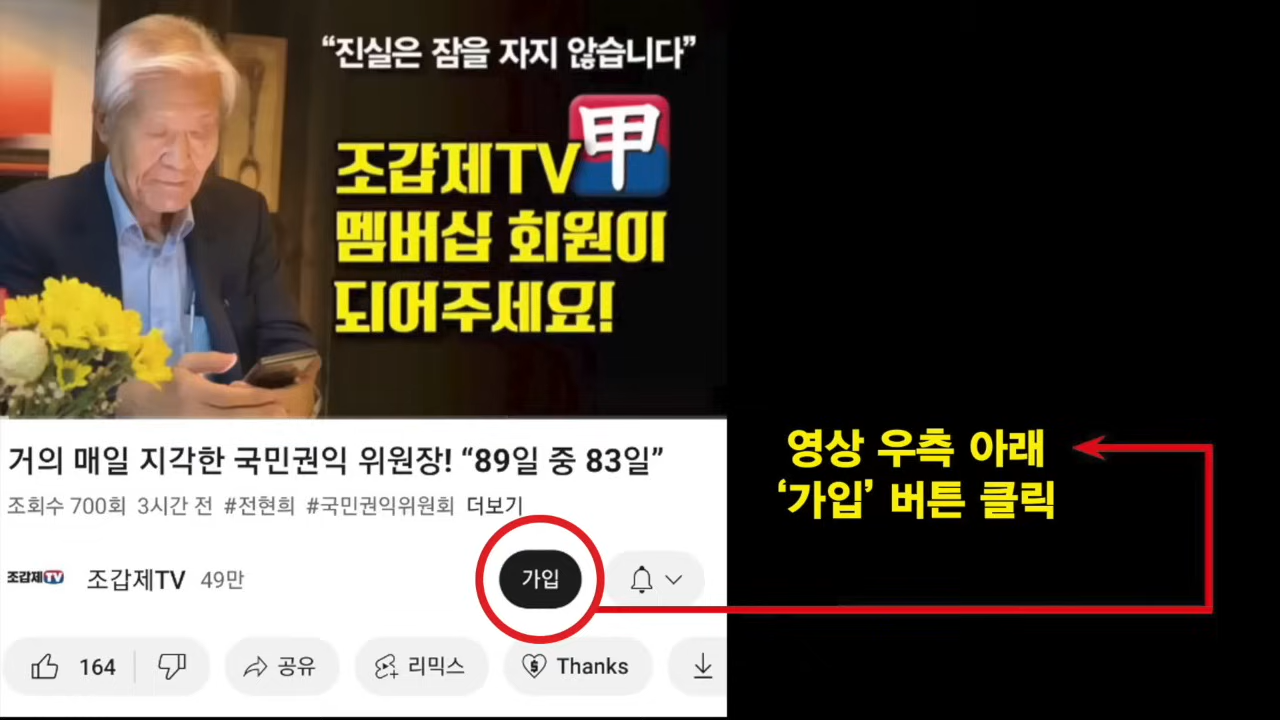 “진실은 잠을 자지 않습니다”
조갑제TV 甲
멤버십 회원이
되어주세요!
거의 매일 지각한 국민권익 위원장! “89일 중 83일”
조회수 700회 3시간 전 #전현희 #국민권익위원회 더보기
조갑제TV 조갑제TV 49만 가입
164 공유 리믹스 Thanks
영상 우측 아래
‘가입’ 버튼 클릭